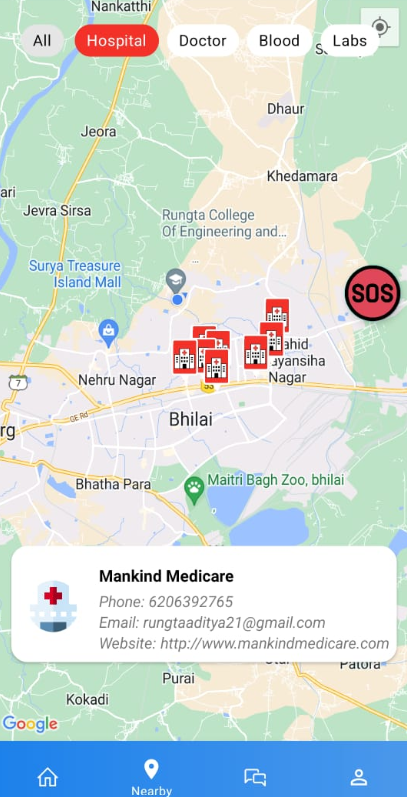 Nankatthi
All
Hospital
Doctor
Blood
Labs
Dhaur
Jeora
Khedamara
ari
Jevra Sirsa
Rungta College
Of Engineering and...
Surya Treasure
Island Mall
SOS
ahid
ayansiha
Nagar
7
Nehru Nagar
53
GE Rd
rg
Bhilai
Bhatha Para
Maitri Bagh Zoo, bhilai
Mankind Medicare
Phone: 6206392765
Email: rungtaaditya21@gmail.com
Website: http://www.mankindmedicare.com
Patora
Purai
Kokadi
Google
Nearby